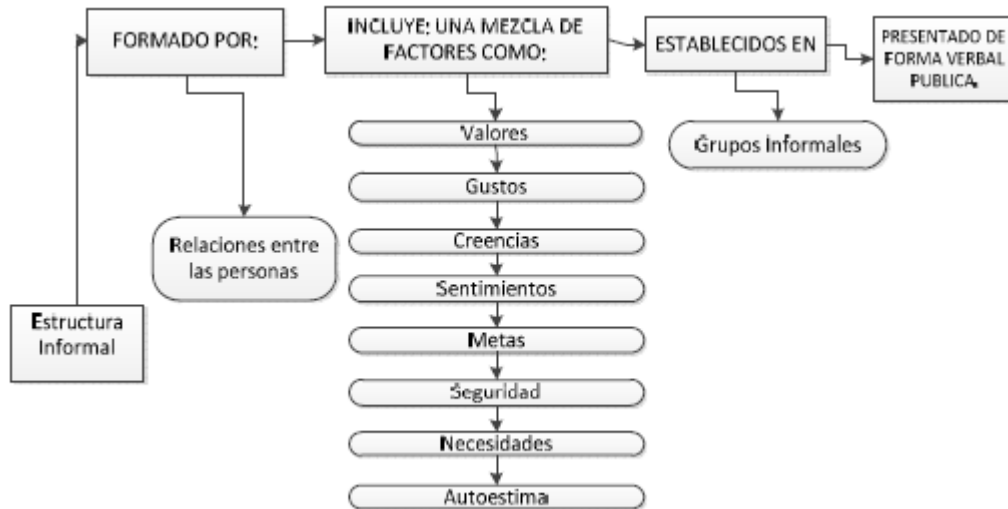 FORMADO POR:
INCLUYE: UNA MEZCLA DE
FACTORES COMO:
ESTABLECIDOS EN
PRESENTADO DE
FORMA VERBAL
PUBLICA.
Valores
Grupos Informales
Gustos
Creencias
Relaciones entre
las personas
Sentimientos
Estructura
Informal
Metas
Seguridad
Necesidades
Autoestima